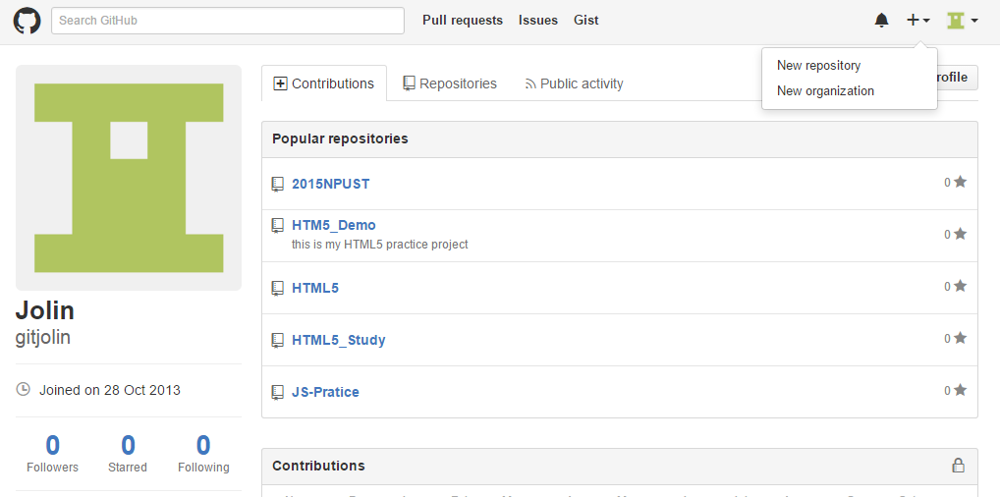 Search GitHub
Pull requests Issues Gist
New repository
New organization
rofile
Contributions Repositories Public activity
Popular repositories
2015NPUST 0
HTM5_Demo
this is my HTML5 practice project
0
HTML5 0
HTML5_Study 0
JS-Pratice 0
Jolin
gitjolin
Joined on 28 Oct 2013
0 0 0
Followers Starred Following
Contributions